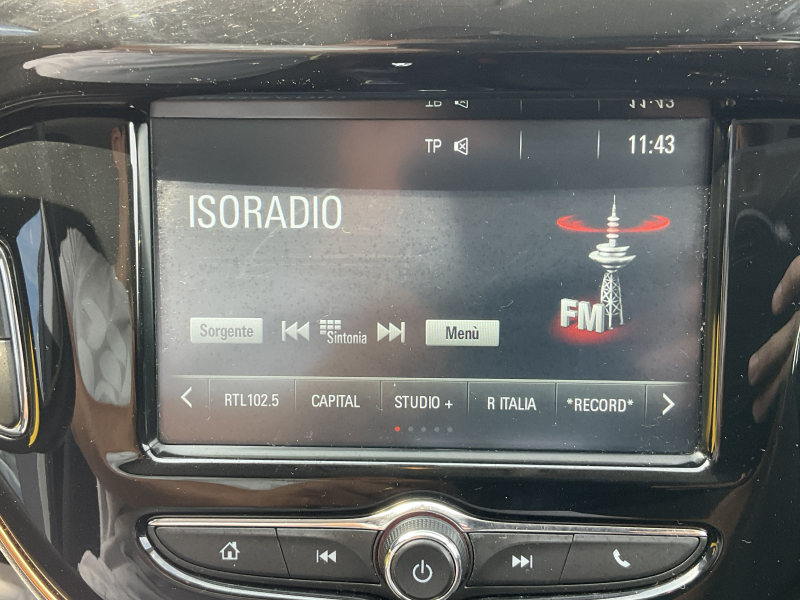 TP 11:43
ISORADIO
FM
Sorgente Sintonia Menù
RTL102.5 CAPITAL STUDIO + R ITALIA *RECORD*